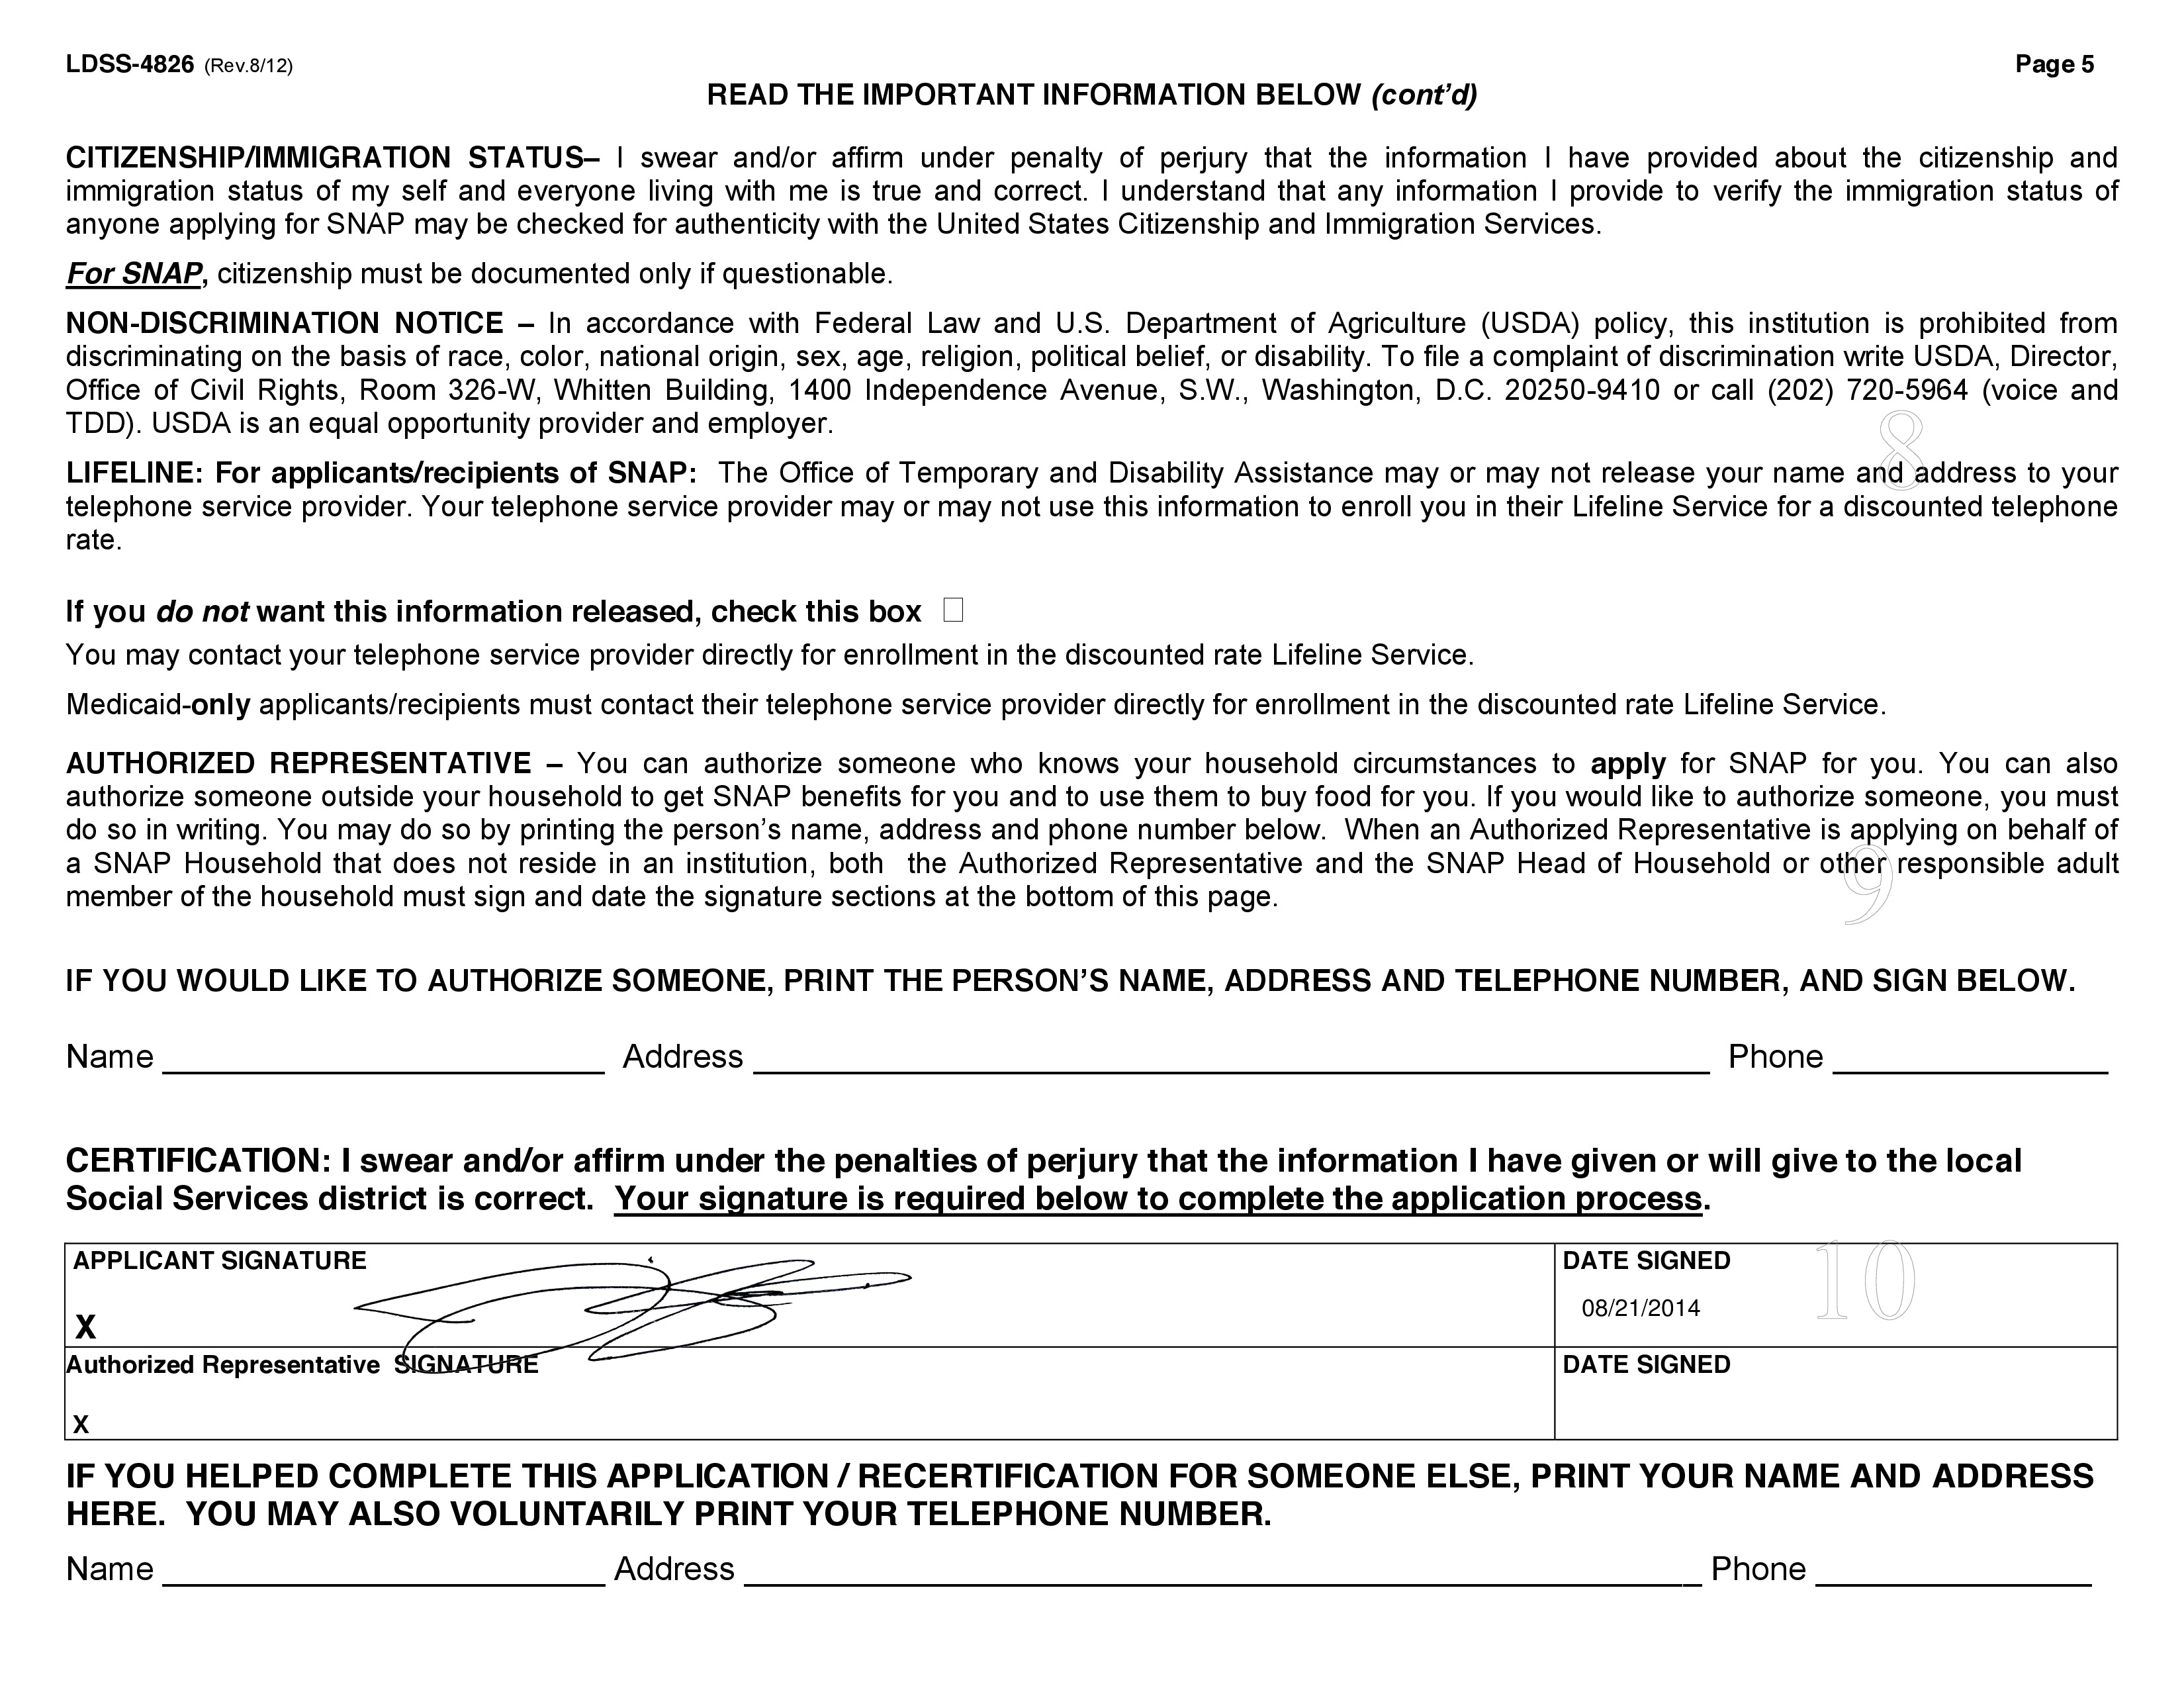 LDSS-4826 (Rev.8/12) Page 5
READ THE IMPORTANT INFORMATION BELOW (cont'd)
CITIZENSHIP/IMMIGRATION STATUS– I swear and/or affirm under penalty of perjury that the information I have provided about the citizenship and
immigration status of my self and everyone living with me is true and correct. I understand that any information I provide to verify the immigration status of
anyone applying for SNAP may be checked for authenticity with the United States Citizenship and Immigration Services.
For SNAP, citizenship must be documented only if questionable.
NON-DISCRIMINATION NOTICE – In accordance with Federal Law and U.S. Department of Agriculture (USDA) policy, this institution is prohibited from
discriminating on the basis of race, color, national origin, sex, age, religion, political belief, or disability. To file a complaint of discrimination write USDA, Director,
Office of Civil Rights, Room 326-W, Whitten Building, 1400 Independence Avenue, S.W., Washington, D.C. 20250-9410 or call (202) 720-5964 (voice and
TDD). USDA is an equal opportunity provider and employer.
8
LIFELINE: For applicants/recipients of SNAP: The Office of Temporary and Disability Assistance may or may not release your name and address to your
telephone service provider. Your telephone service provider may or may not use this information to enroll you in their Lifeline Service for a discounted telephone
rate.
If you do not want this information released, check this box
You may contact your telephone service provider directly for enrollment in the discounted rate Lifeline Service.
Medicaid-only applicants/recipients must contact their telephone service provider directly for enrollment in the discounted rate Lifeline Service.
AUTHORIZED REPRESENTATIVE – You can authorize someone who knows your household circumstances to apply for SNAP for you. You can also
authorize someone outside your household to get SNAP benefits for you and to use them to buy food for you. If you would like to authorize someone, you must
do so in writing. You may do so by printing the person's name, address and phone number below. When an Authorized Representative is applying on behalf of
a SNAP Household that does not reside in an institution, both the Authorized Representative and the SNAP Head of Household or other responsible adult
member of the household must sign and date the signature sections at the bottom of this page.
9
IF YOU WOULD LIKE TO AUTHORIZE SOMEONE, PRINT THE PERSON'S NAME, ADDRESS AND TELEPHONE NUMBER, AND SIGN BELOW.
Name Address Phone
CERTIFICATION: I swear and/or affirm under the penalties of perjury that the information I have given or will give to the local
Social Services district is correct. Your signature is required below to complete the application process.
APPLICANT SIGNATURE DATE SIGNED 10
X 08/21/2014
Authorized Representative SIGNATURE DATE SIGNED
X
IF YOU HELPED COMPLETE THIS APPLICATION / RECERTIFICATION FOR SOMEONE ELSE, PRINT YOUR NAME AND ADDRESS
HERE. YOU MAY ALSO VOLUNTARILY PRINT YOUR TELEPHONE NUMBER.
Name Address Phone